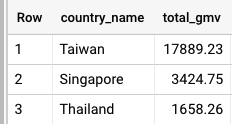 Row country_name total_gmv
1 Taiwan 17889.23
2 Singapore 3424.75
3 Thailand 1658.26